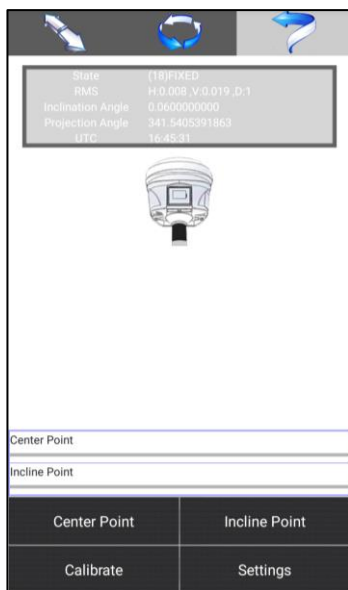 State (18)FIXED
RMS H:0.008 ,V:0.019 ,D:1
Inclination Angle 0.0600000000
Projection Angle 341.5405391863
UTC 16:45:31
Center Point
Incline Point
Center Point Incline Point
Calibrate Settings